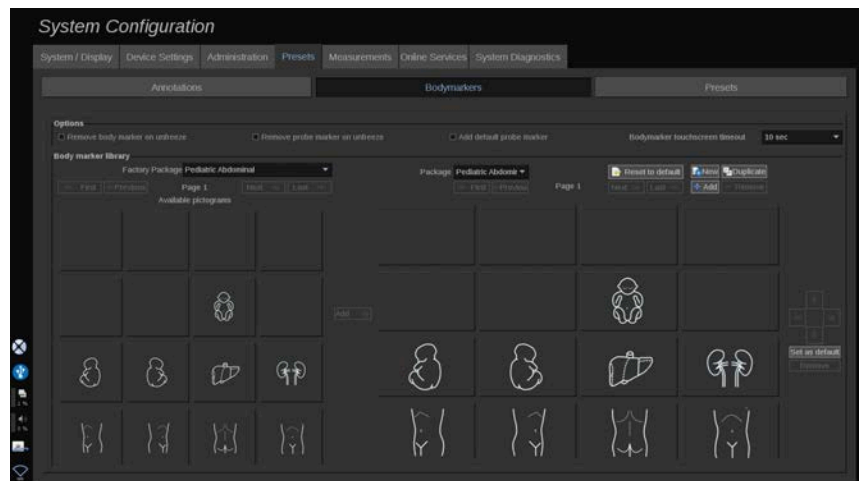 System Configuration
System / Display Device Settings Administration Presets Measurements Online Services System Diagnostics
Annotations Bodymarkers Presets
Options
Remove body marker on unfreeze Remove probe marker on unfreeze Add default probe marker Bodymarker touchscreen timeout 10 sec
Body marker library
Factory Package Pediatric Abdominal Package Pediatric Abdomir Reset to default New Duplicate
First Previous Page 1 Next Last First Previous Page 1 Next Last Add Remove
Available pictograms
Add
Set as default
Remove